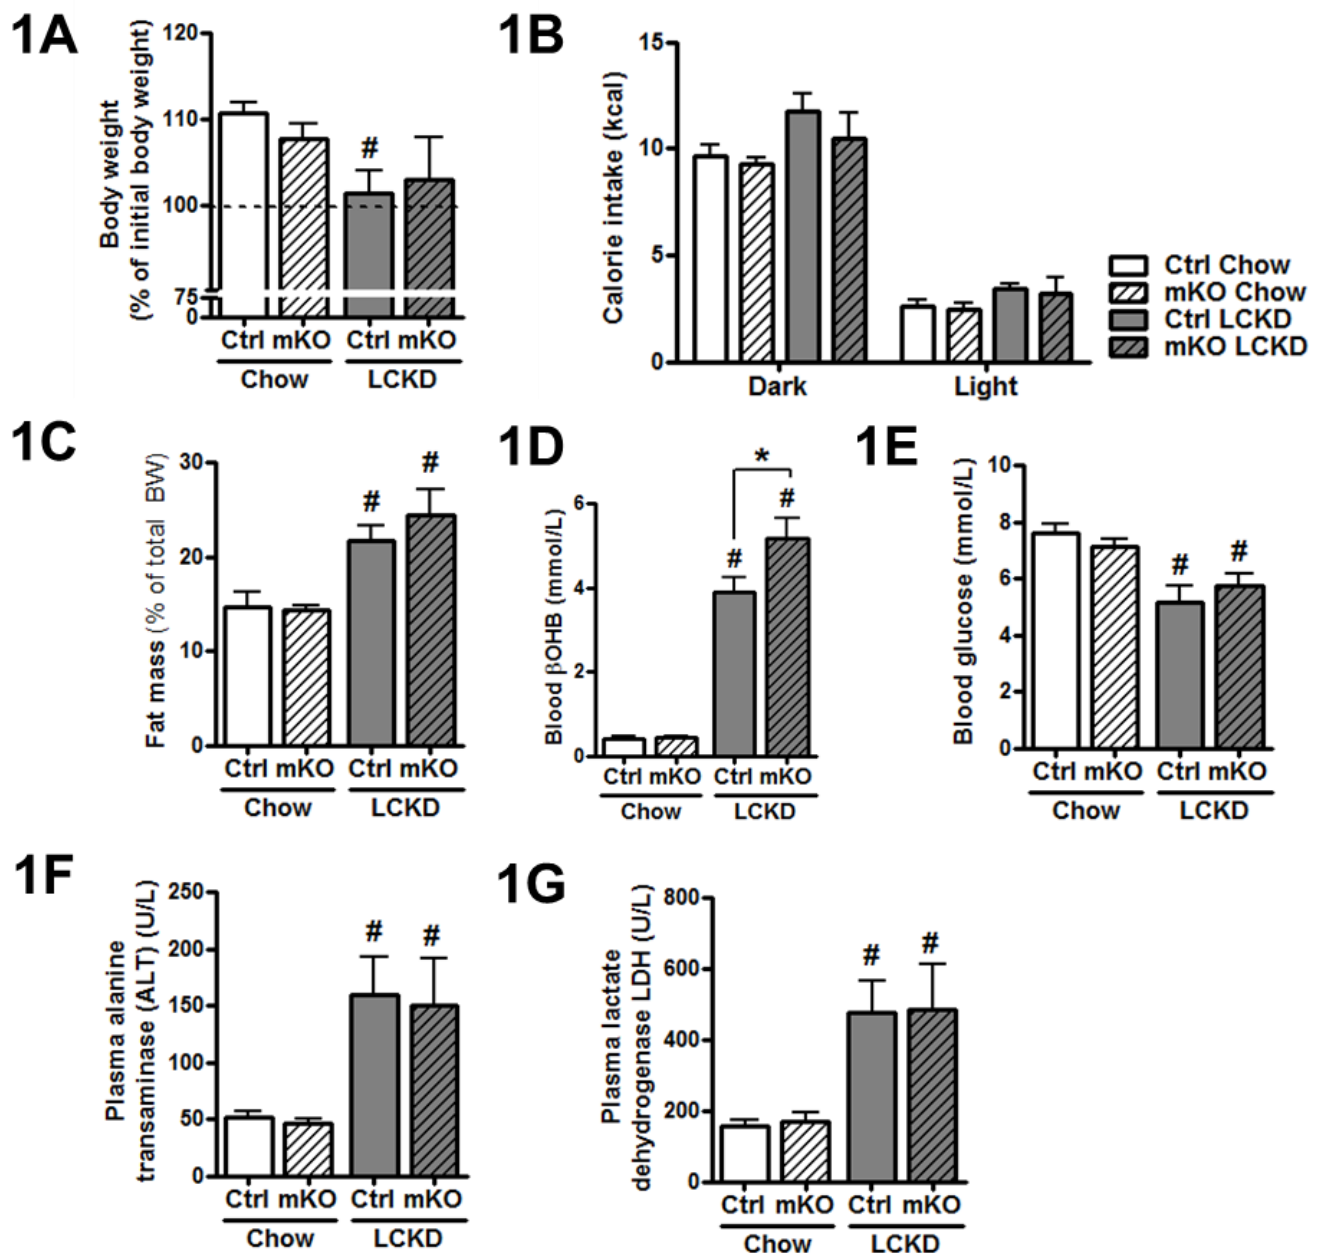 1A
Body weight
(% of initial body weight)
120
110
100
75
0
#
Ctrl mKO Ctrl mKO
Chow LCKD
1B
Calorie intake (kcal)
15
10
5
0
Dark Light
Ctrl Chow
mKO Chow
Ctrl LCKD
mKO LCKD
1C
Fat mass (% of total BW)
30
20
10
0
# #
Ctrl mKO Ctrl mKO
Chow LCKD
1D
Blood βOHB (mmol/L)
6
4
2
0
*
# #
Ctrl mKO Ctrl mKO
Chow LCKD
1E
Blood glucose (mmol/L)
10
8
6
4
2
0
# #
Ctrl mKO Ctrl mKO
Chow LCKD
1F
Plasma alanine
transaminase (ALT) (U/L)
250
200
150
100
50
0
# #
Ctrl mKO Ctrl mKO
Chow LCKD
1G
Plasma lactate
dehydrogenase LDH (U/L)
800
600
400
200
0
# #
Ctrl mKO Ctrl mKO
Chow LCKD